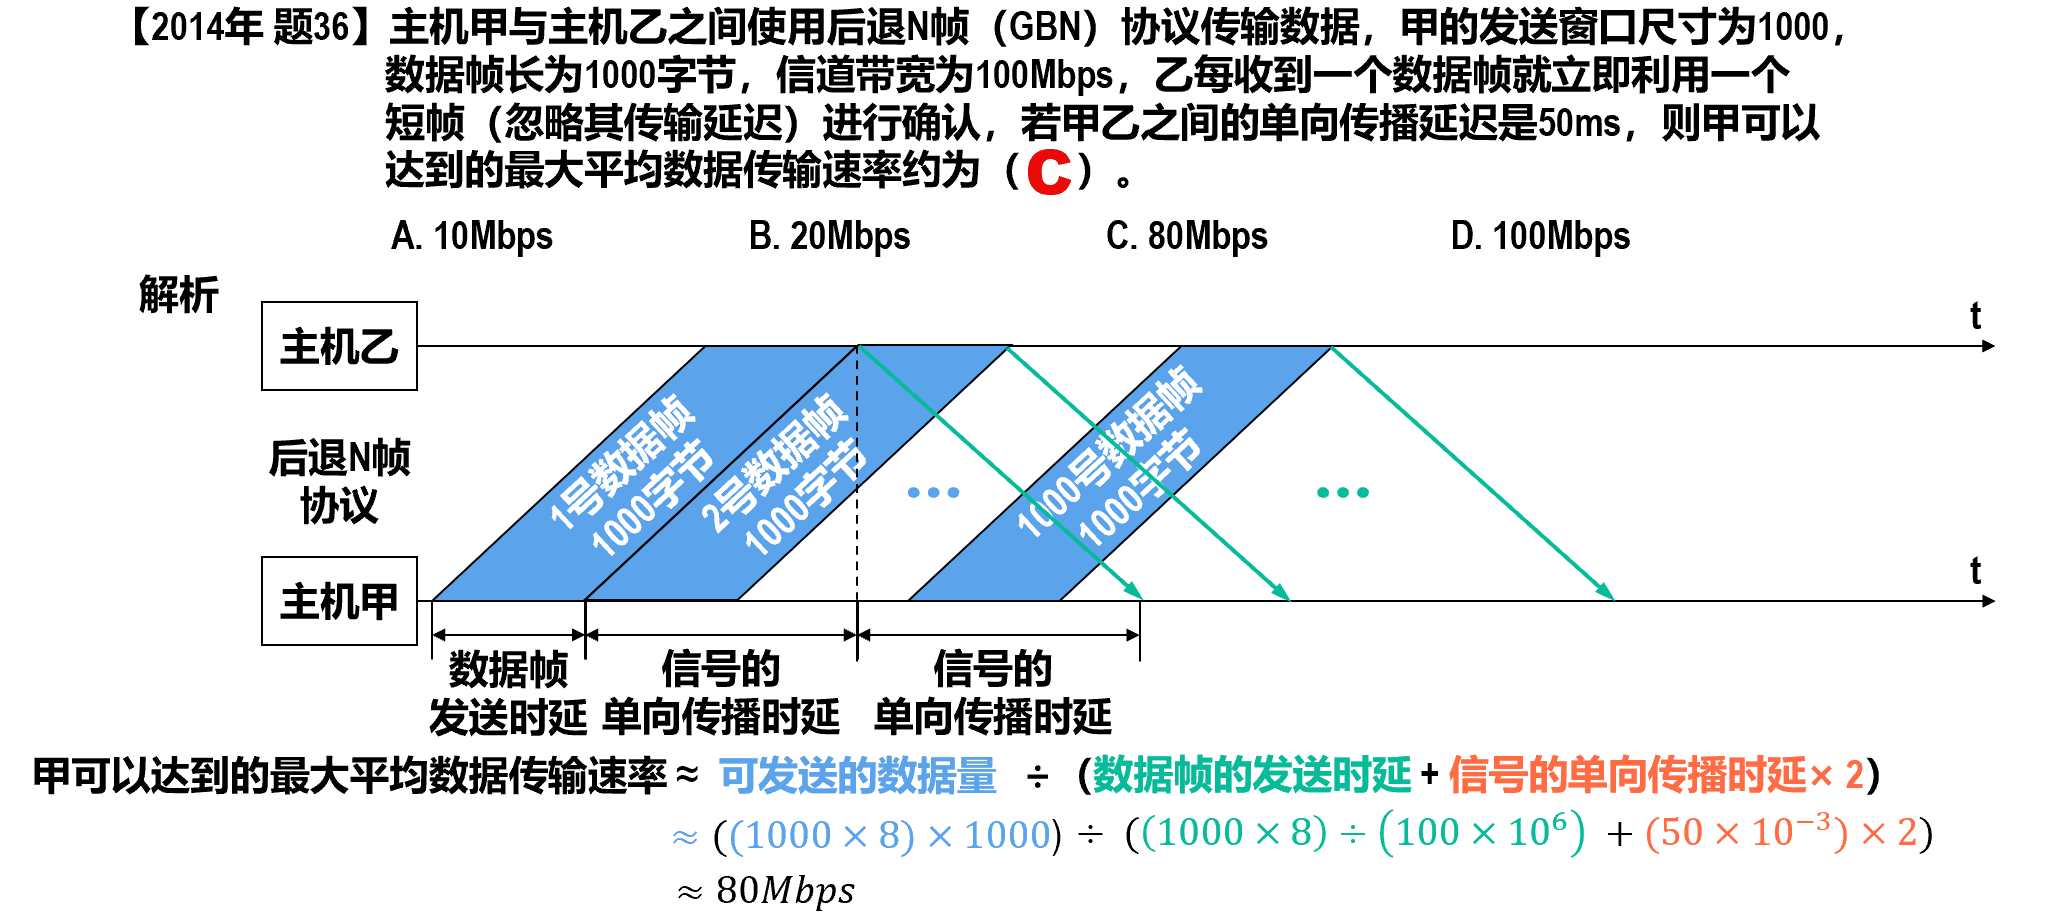 【2014年 题36】主机甲与主机乙之间使用后退N帧（GBN）协议传输数据，甲的发送窗口尺寸为1000，
数据帧长为1000字节，信道带宽为100Mbps，乙每收到一个数据帧就立即利用一个
短帧（忽略其传输延迟）进行确认，若甲乙之间的单向传播延迟是50ms，则甲可以
达到的最大平均数据传输速率约为（C）。
A. 10Mbps B. 20Mbps C. 80Mbps D. 100Mbps
解析
主机乙
t
1号数据帧
1000字节
2号数据帧
1000字节
…
1000号数据帧
1000字节
…
后退N帧
协议
主机甲
t
数据帧
发送时延
信号的
单向传播时延
信号的
单向传播时延
甲可以达到的最大平均数据传输速率 ≈ 可发送的数据量 ÷（数据帧的发送时延 + 信号的单向传播时延× 2）
≈ ((1000 × 8) × 1000) ÷ ((1000 × 8) ÷ (100 × 10⁶) + (50 × 10⁻³) × 2)
≈ 80Mbps